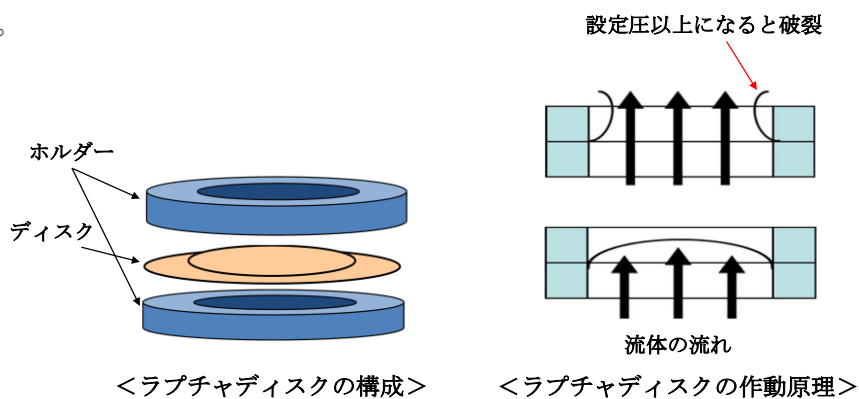 。
設定圧以上になると破裂
ホルダー
ディスク
流体の流れ
＜ラプチャディスクの構成＞
＜ラプチャディスクの作動原理＞